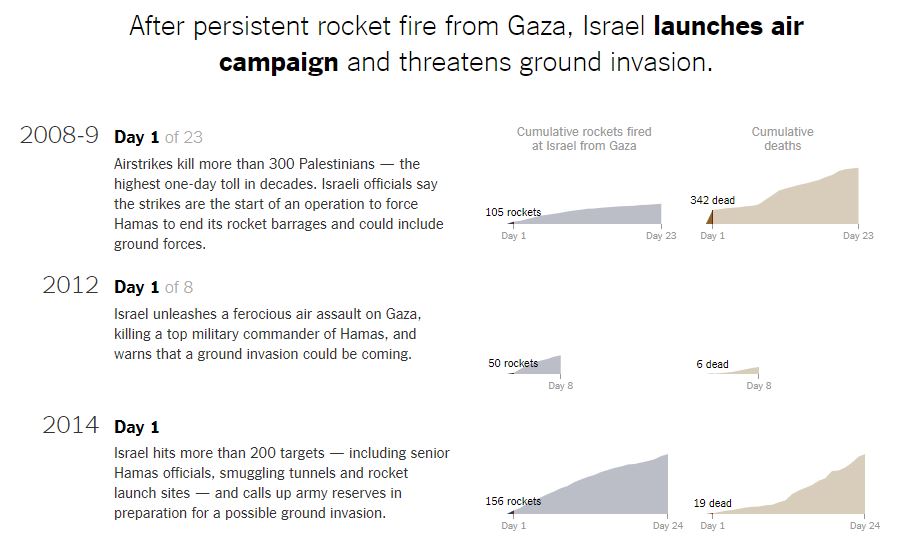 After persistent rocket fire from Gaza, Israel launches air
campaign and threatens ground invasion.
2008-9
Day 1 of 23
Airstrikes kill more than 300 Palestinians — the
highest one-day toll in decades. Israeli officials say
the strikes are the start of an operation to force
Hamas to end its rocket barrages and could include
ground forces.
Cumulative rockets fired
at Israel from Gaza
105 rockets
Day 1
Day 23
Cumulative
deaths
342 dead
Day 1
Day 23
2012
Day 1 of 8
Israel unleashes a ferocious air assault on Gaza,
killing a top military commander of Hamas, and
warns that a ground invasion could be coming.
50 rockets
Day 8
6 dead
Day 8
2014
Day 1
Israel hits more than 200 targets — including senior
Hamas officials, smuggling tunnels and rocket
launch sites — and calls up army reserves in
preparation for a possible ground invasion.
156 rockets
Day 1
Day 24
19 dead
Day 1
Day 24